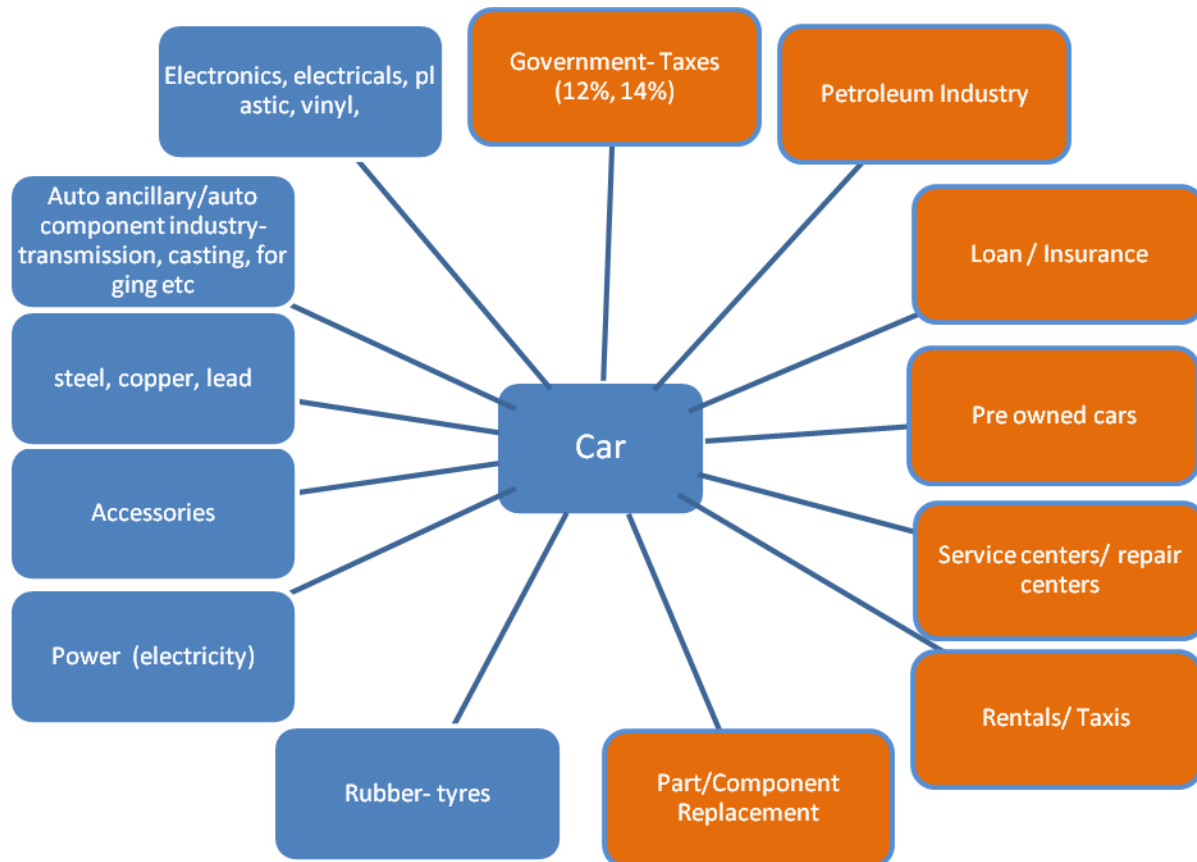 Electronics, electricals, pl
astic, vinyl,
Government- Taxes
(12%, 14%)
Petroleum Industry
Auto ancillary/auto
component industry-
transmission, casting, for
ging etc
Loan / Insurance
steel, copper, lead
Pre owned cars
Car
Accessories
Service centers/ repair
centers
Power (electricity)
Rentals/ Taxis
Rubber- tyres
Part/Component
Replacement